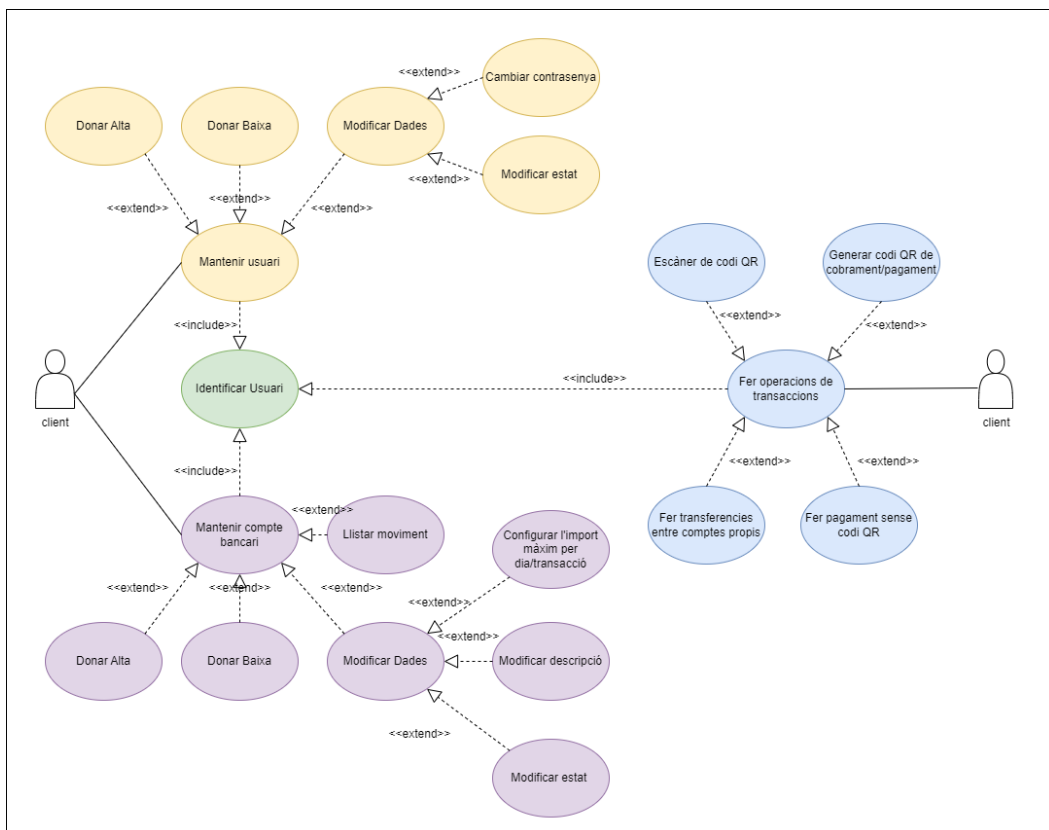 <<extend>>
Cambiar contrasenya
Donar Alta
Donar Baixa
Modificar Dades
<<extend>>
Modificar estat
<<extend>>
<<extend>>
<<extend>>
Mantenir usuari
Escàner de codi QR
Generar codi QR de
cobrament/pagament
<<include>>
<<extend>>
<<extend>>
client
Identificar Usuari
<<include>>
Fer operacions de
transaccions
client
<<include>>
<<extend>>
<<extend>>
<<extend>>
Mantenir compte
bancari
Llistar moviment
Configurar l'import
màxim per
dia/transacció
Fer transferencies
entre comptes propis
Fer pagament sense
codi QR
<<extend>>
<<extend>>
<<extend>>
<<extend>>
<<extend>>
Donar Alta
Donar Baixa
Modificar Dades
Modificar descripció
<<extend>>
Modificar estat